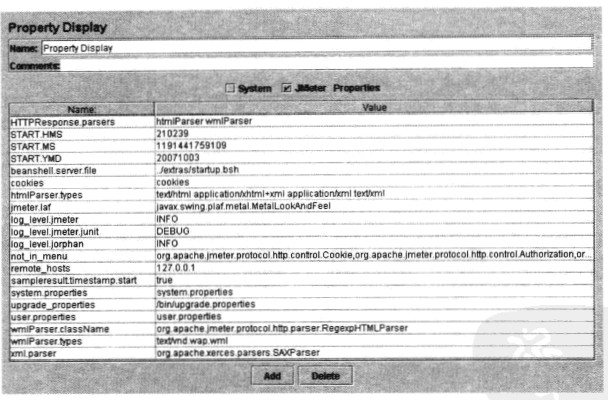 Property Display
Name: Property Display
Comments:
System JMeter Properties
Name: Value
HTTPResponse.parsers htmlParser wmlParser
START.HMS 210239
START.MS 1191441759109
START.YMD 20071003
beanshell.server.file ../extras/startup.bsh
cookies cookies
htmlParser.types text/html application/xhtml+xml application/xml text/xml
jmeter.laf javax.swing.plaf.metal.MetalLookAndFeel
log_level.jmeter INFO
log_level.jmeter.junit DEBUG
log_level.jorphan INFO
not_in_menu org.apache.jmeter.protocol.http.control.Cookie,org.apache.jmeter.protocol.http.control.Authorization,or...
remote_hosts 127.0.0.1
sampleresult.timestamp.start true
system.properties system.properties
upgrade_properties /bin/upgrade.properties
user.properties user.properties
wmlParser.className org.apache.jmeter.protocol.http.parser.RegexpHTMLParser
wmlParser.types text/vnd.wap.wml
xml.parser org.apache.xerces.parsers.SAXParser
Add Delete